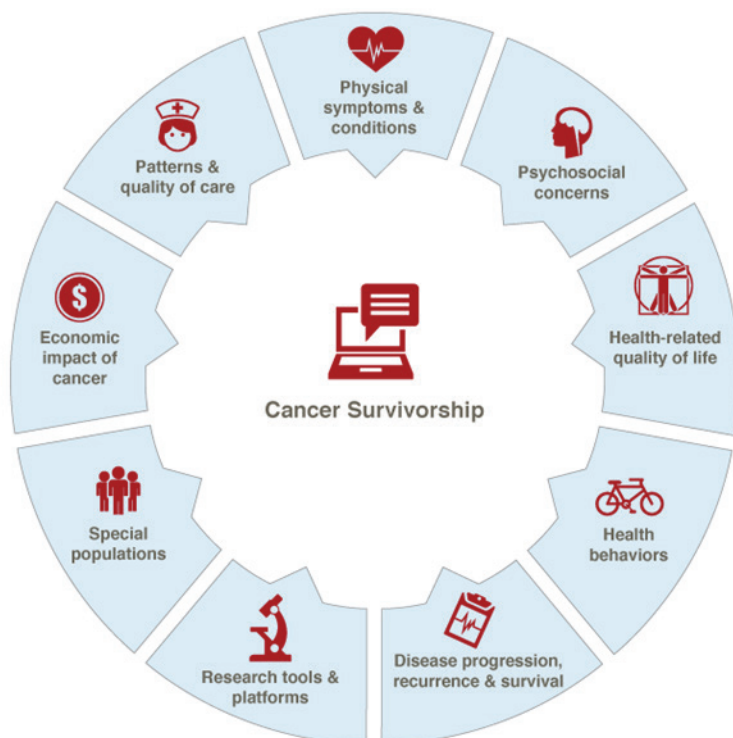 Physical
symptoms &
conditions
Psychosocial
concerns
Health-related
quality of life
Health
behaviors
Disease progression,
recurrence & survival
Research tools &
platforms
Special
populations
$
Economic
impact of
cancer
Patterns &
quality of care
Cancer Survivorship